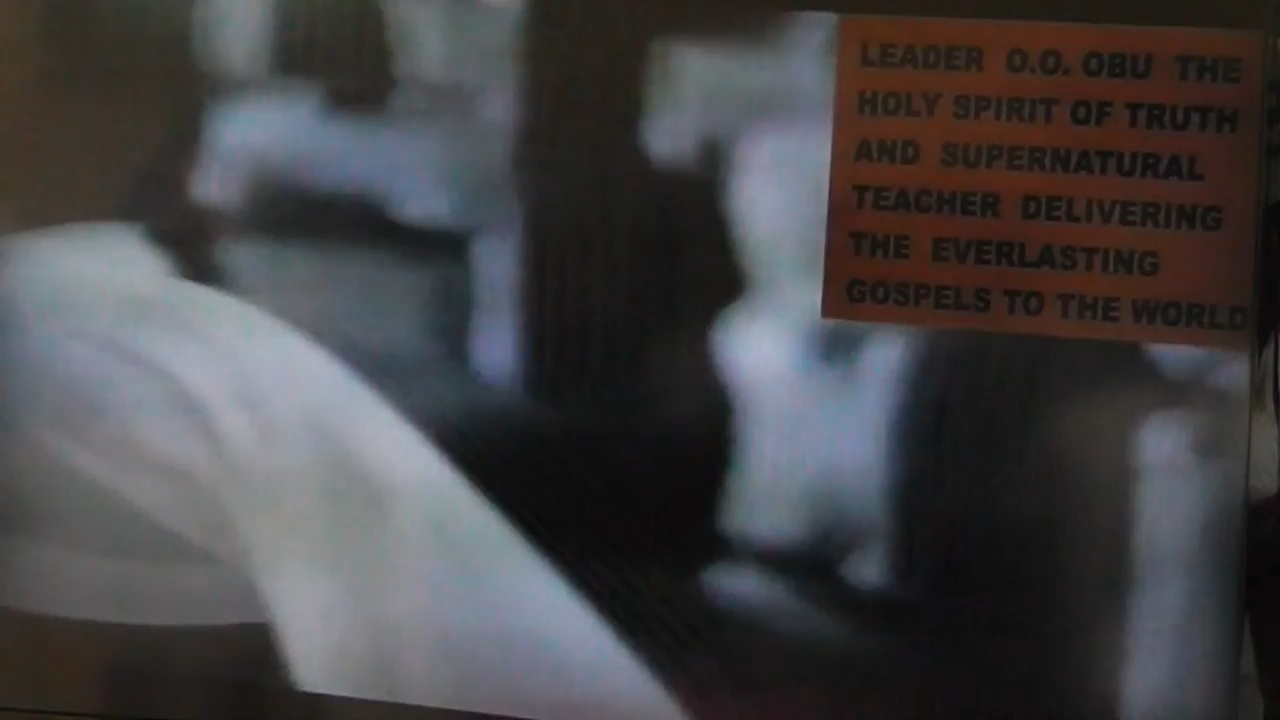 LEADER O.O. OBU THE
HOLY SPIRIT OF TRUTH
AND SUPERNATURAL
TEACHER DELIVERING
THE EVERLASTING
GOSPELS TO THE WORLD